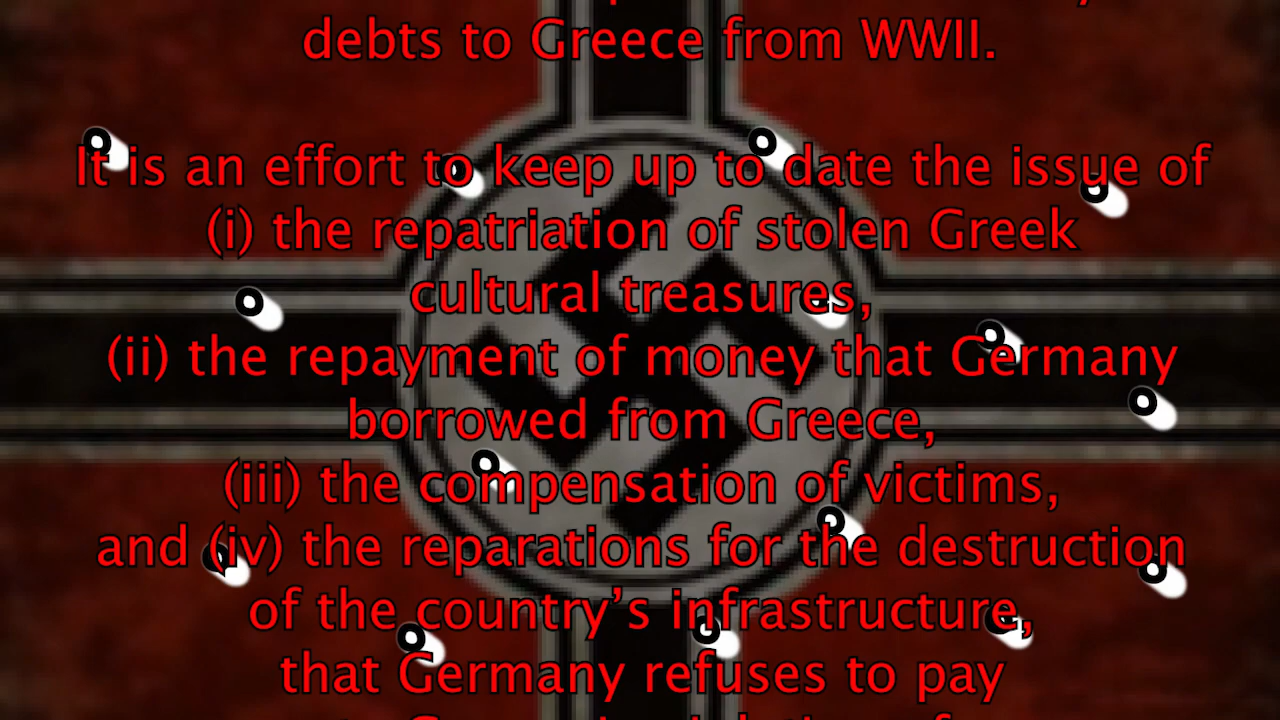 debts to Greece from WWII.
It is an effort to keep up to date the issue of
(i) the repatriation of stolen Greek
cultural treasures,
(ii) the repayment of money that Germany
borrowed from Greece,
(iii) the compensation of victims,
and (iv) the reparations for the destruction
of the country’s infrastructure,
that Germany refuses to pay